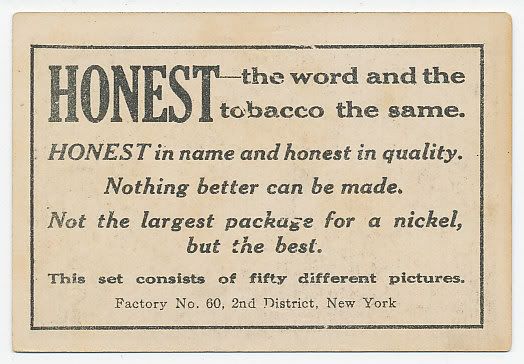 HONEST—the word and the
tobacco the same.
HONEST in name and honest in quality.
Nothing better can be made.
Not the largest package for a nickel,
but the best.
This set consists of fifty different pictures.
Factory No. 60, 2nd District, New York